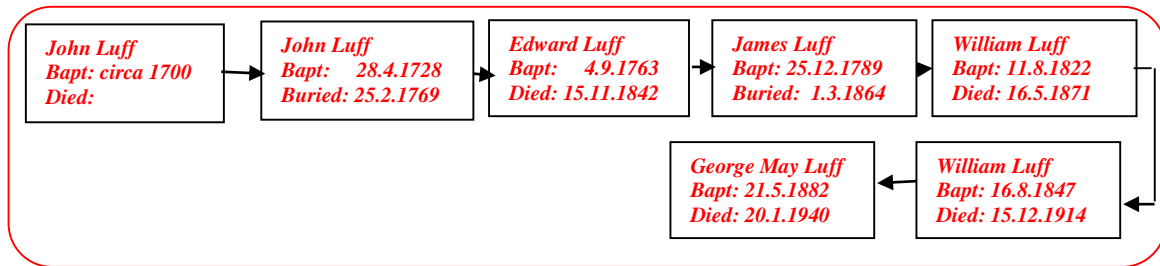 John Luff
Bapt: circa 1700
Died:
John Luff
Bapt: 28.4.1728
Buried: 25.2.1769
Edward Luff
Bapt: 4.9.1763
Died: 15.11.1842
James Luff
Bapt: 25.12.1789
Buried: 1.3.1864
William Luff
Bapt: 11.8.1822
Died: 16.5.1871
William Luff
Bapt: 16.8.1847
Died: 15.12.1914
George May Luff
Bapt: 21.5.1882
Died: 20.1.1940